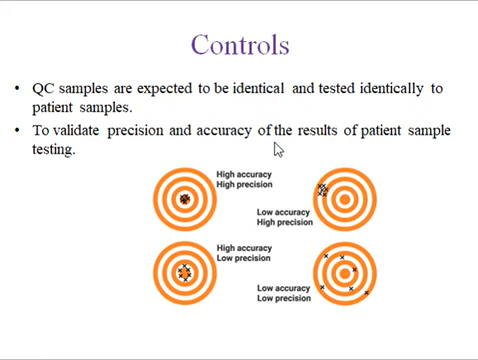 Controls
• QC samples are expected to be identical and tested identically to
patient samples.
• To validate precision and accuracy of the results of patient sample
testing.
High accuracy
High precision
Low accuracy
High precision
High accuracy
Low precision
Low accuracy
Low precision